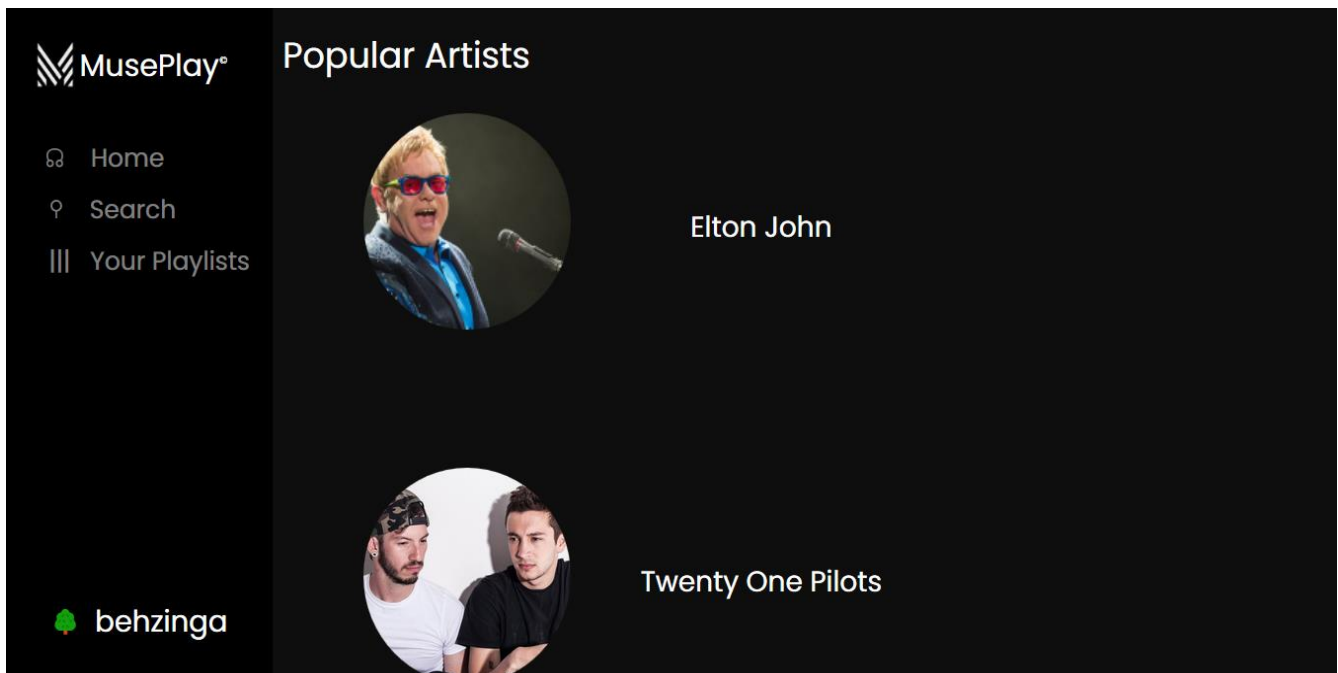 MusePlay©
Home
Search
Your Playlists
behzinga
Popular Artists
Elton John
Twenty One Pilots